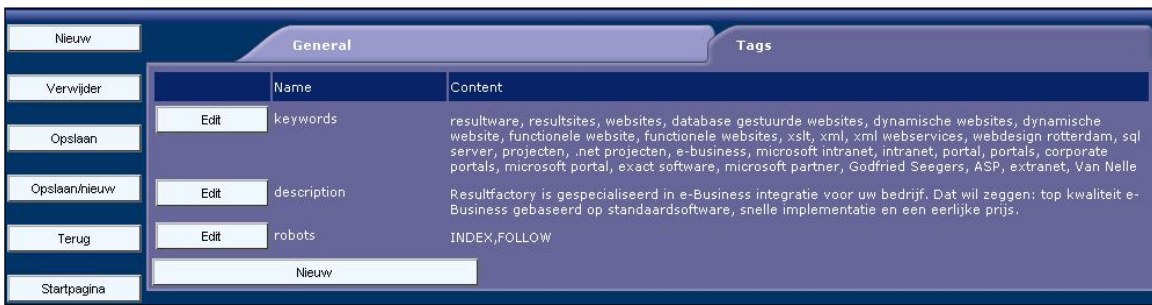 Nieuw
Verwijder
Opslaan
Opslaan/nieuw
Terug
Startpagina
General
Tags
Name
Content
Edit
keywords
resultware, resultsites, websites, database gestuurde websites, dynamische websites, dynamische
website, functionele website, functionele websites, xslt, xml, xml webservices, webdesign rotterdam, sql
server, projecten, .net projecten, e-business, microsoft intranet, intranet, portal, portals, corporate
portals, microsoft portal, exact software, microsoft partner, Godfried Seegers, ASP, extranet, Van Nelle
Edit
description
Resultfactory is gespecialiseerd in e-Business integratie voor uw bedrijf. Dat wil zeggen: top kwaliteit e-
Business gebaseerd op standaardsoftware, snelle implementatie en een eerlijke prijs.
Edit
robots
INDEX,FOLLOW
Nieuw